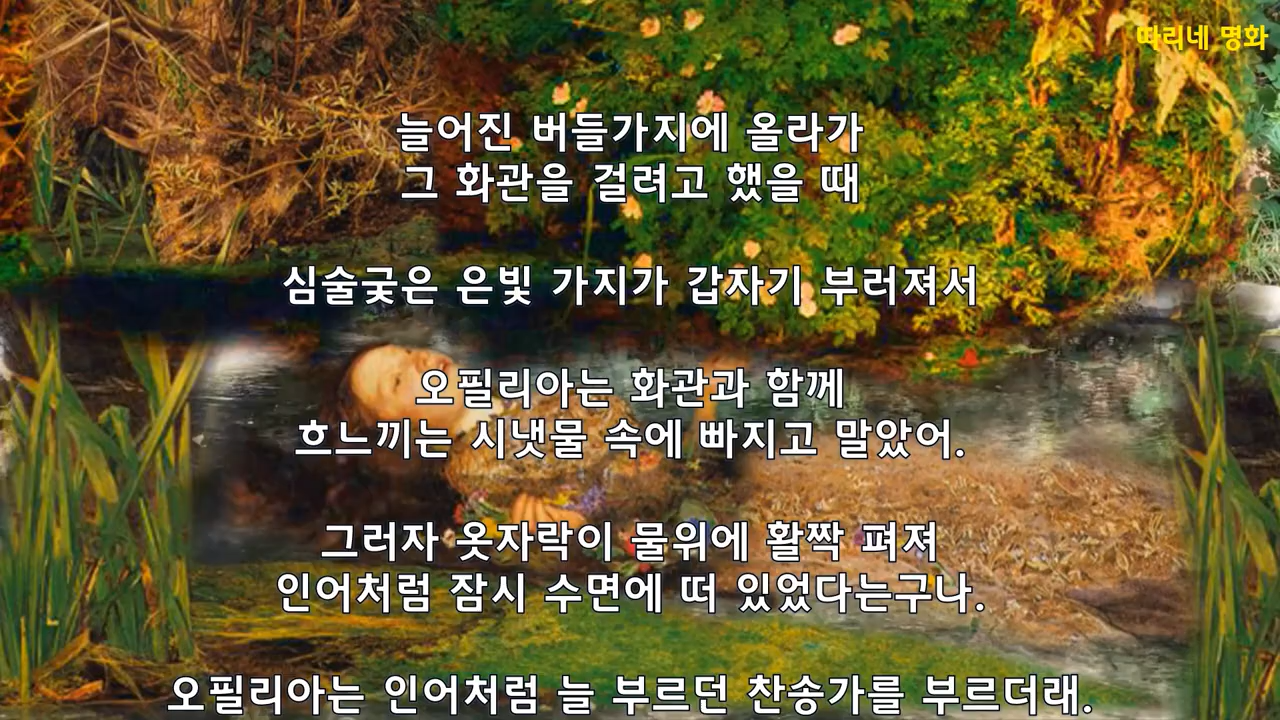 따리네 명화
늘어진 버들가지에 올라가
그 화관을 걸려고 했을 때
심술궂은 은빛 가지가 갑자기 부러져서
오필리아는 화관과 함께
흐느끼는 시냇물 속에 빠지고 말았어.
그러자 옷자락이 물위에 활짝 펴져
인어처럼 잠시 수면에 떠 있었다는구나.
오필리아는 인어처럼 늘 부르던 찬송가를 부르더래.